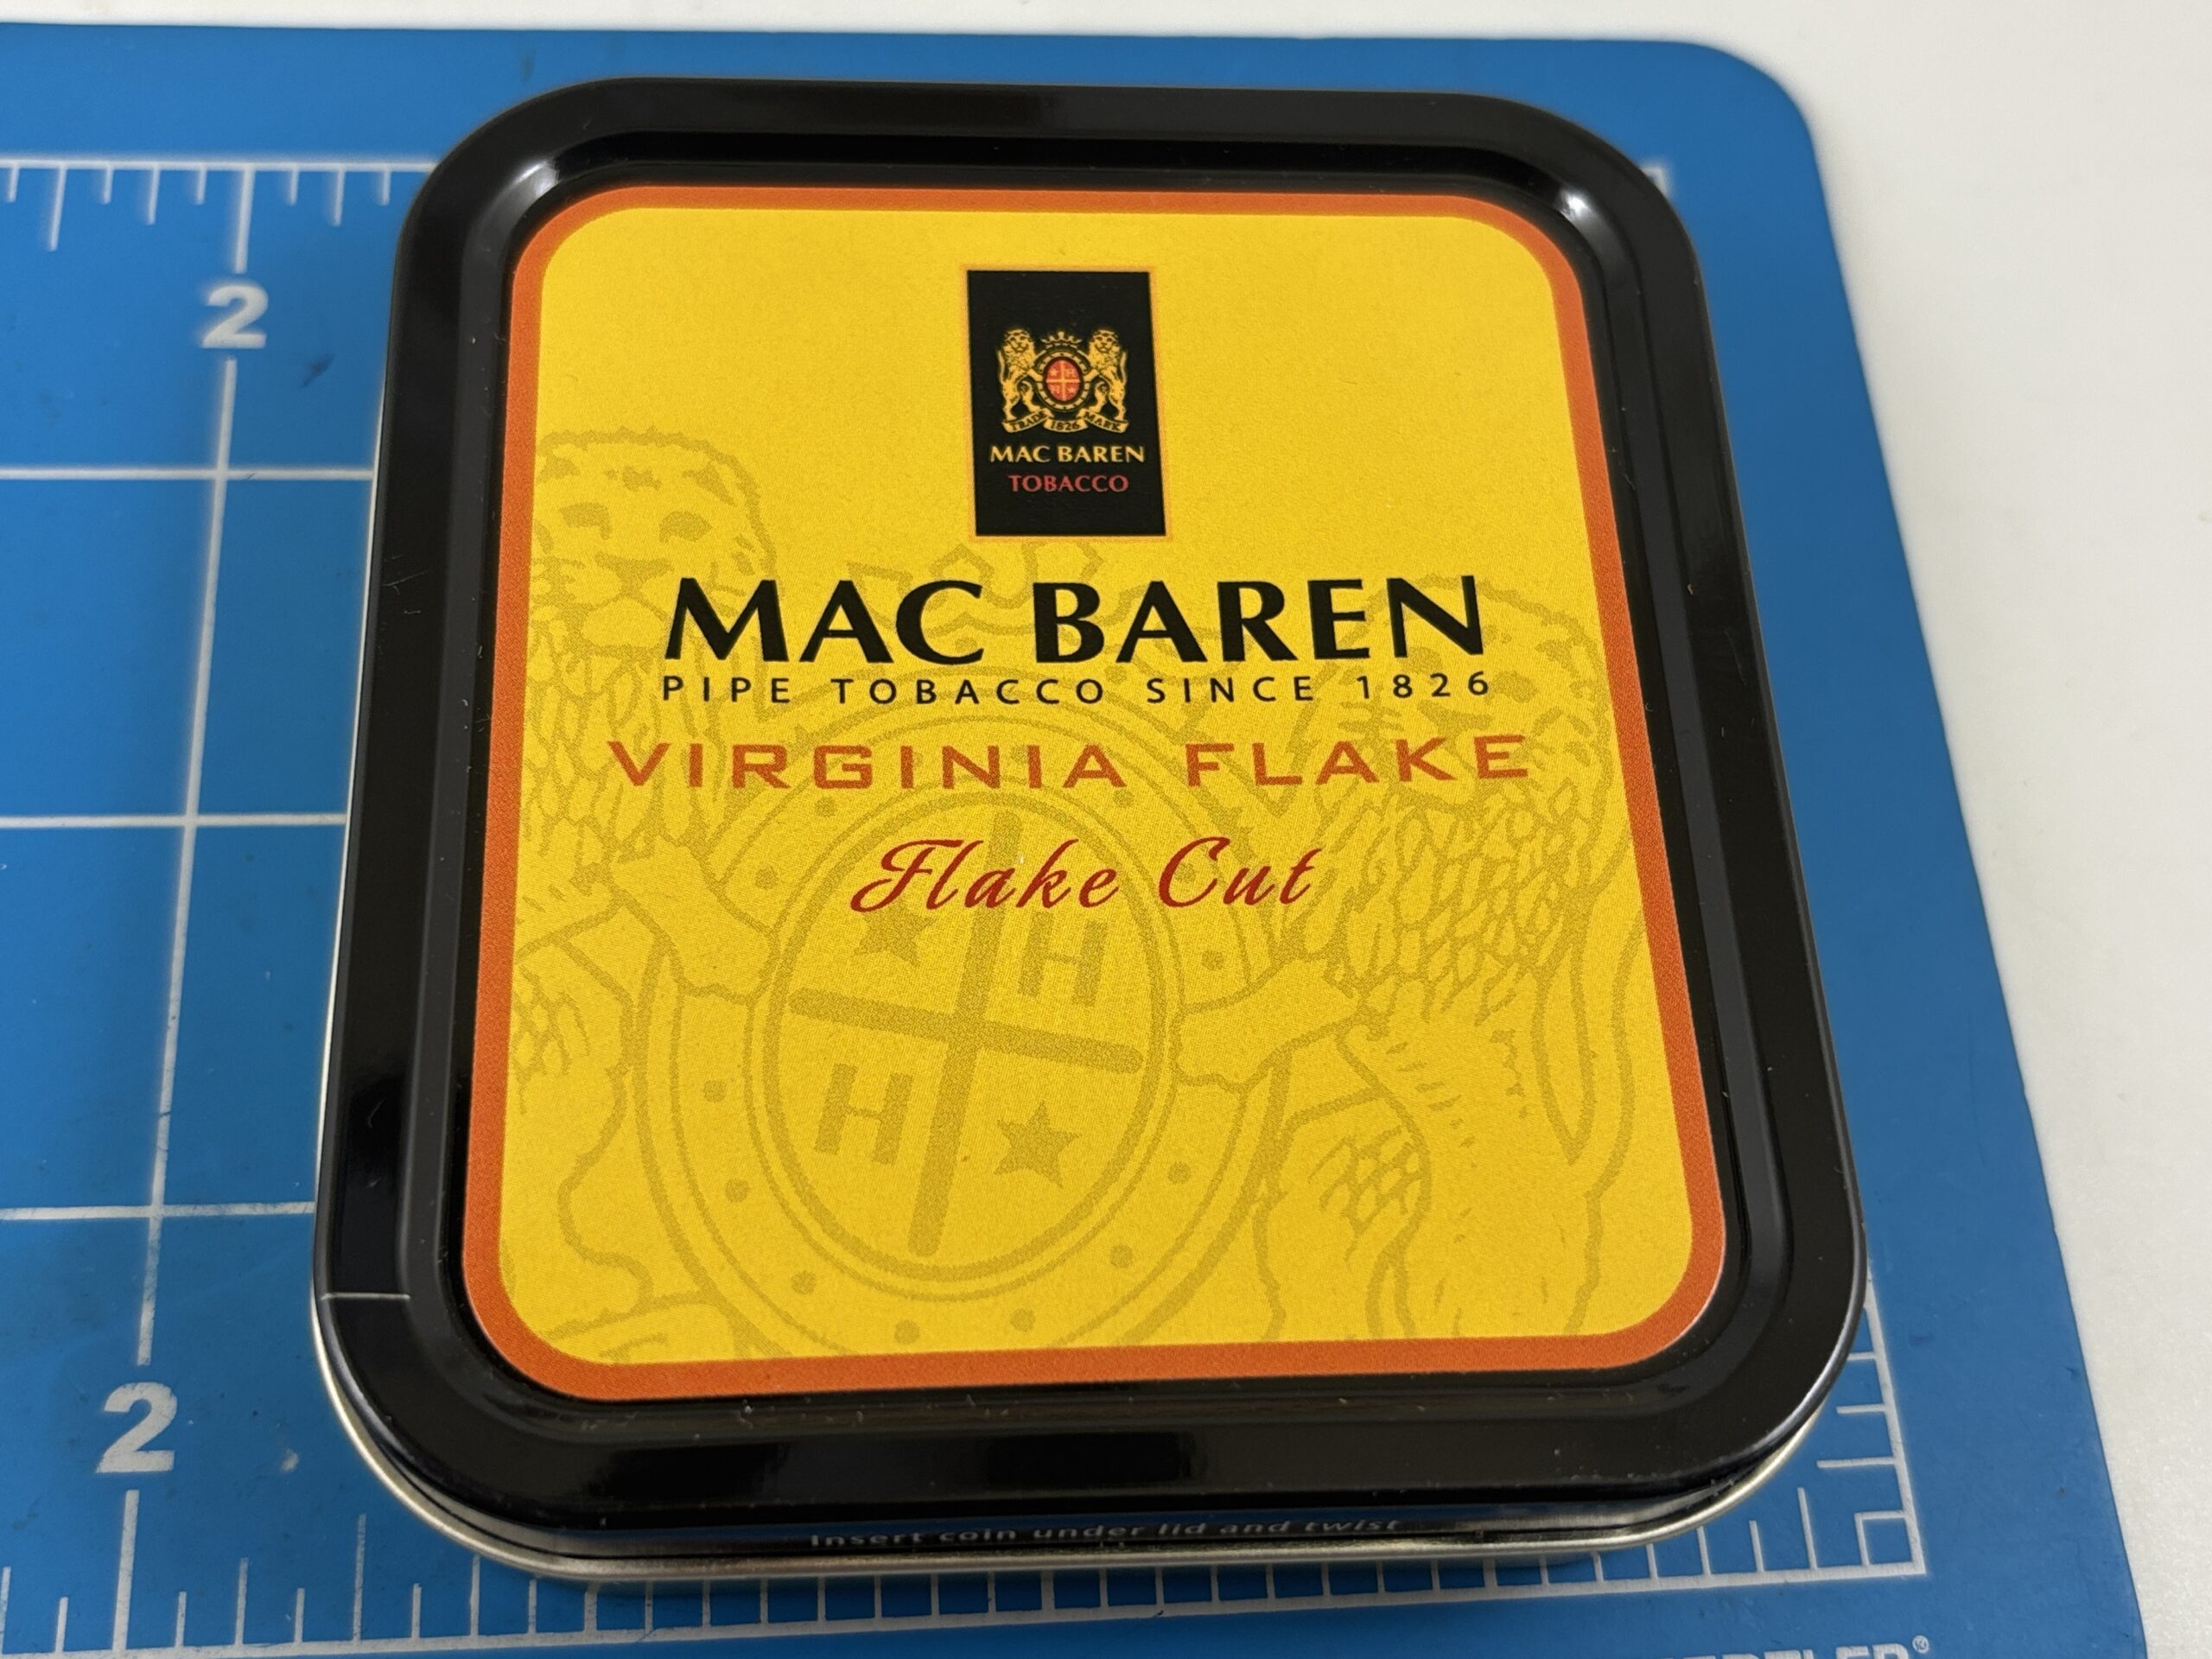 2
TRADE 1826 MARK
MAC BAREN
TOBACCO
MAC BAREN
PIPE TOBACCO SINCE 1826
VIRGINIA FLAKE
Flake Cut
H
H
2
Insert coin under lid and twist